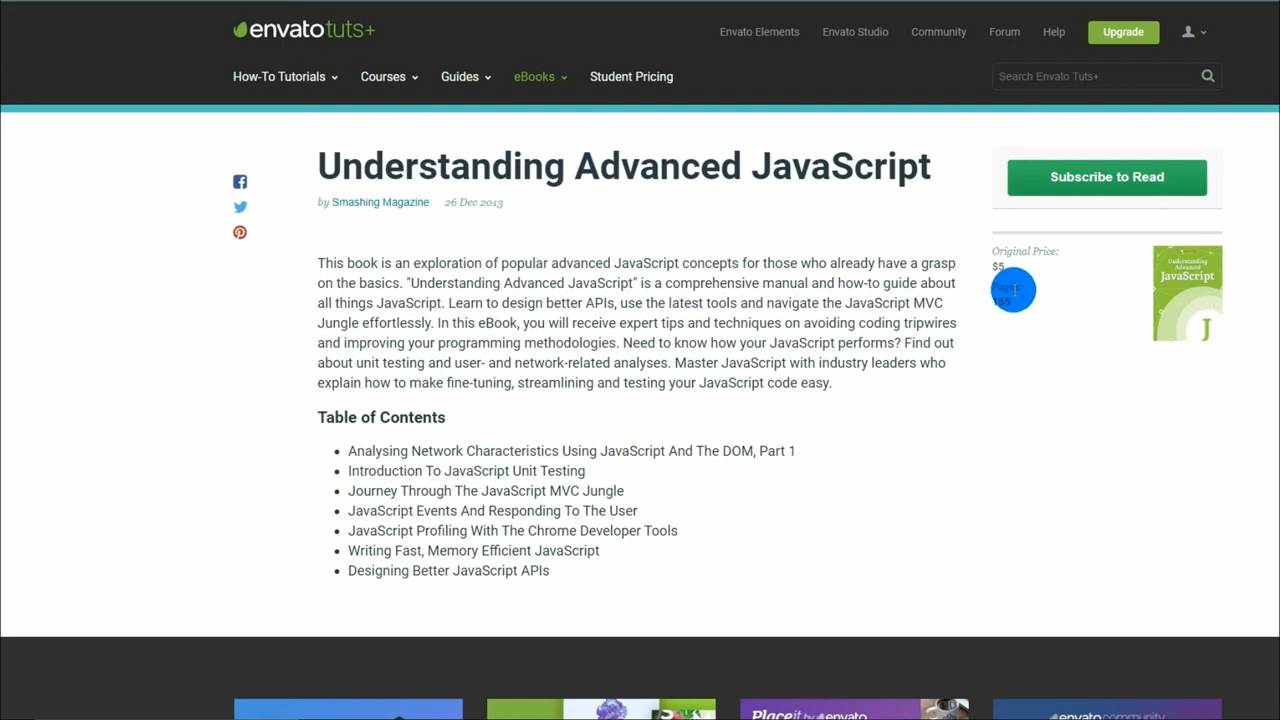 envatotuts+
Envato Elements Envato Studio Community Forum Help Upgrade
How-To Tutorials Courses Guides eBooks Student Pricing Search Envato Tuts+
Understanding Advanced JavaScript
by Smashing Magazine 26 Dec 2013
This book is an exploration of popular advanced JavaScript concepts for those who already have a grasp
on the basics. "Understanding Advanced JavaScript" is a comprehensive manual and how-to guide about
all things JavaScript. Learn to design better APIs, use the latest tools and navigate the JavaScript MVC
Jungle effortlessly. In this eBook, you will receive expert tips and techniques on avoiding coding tripwires
and improving your programming methodologies. Need to know how your JavaScript performs? Find out
about unit testing and user- and network-related analyses. Master JavaScript with industry leaders who
explain how to make fine-tuning, streamlining and testing your JavaScript code easy.
Table of Contents
Analysing Network Characteristics Using JavaScript And The DOM, Part 1
Introduction To JavaScript Unit Testing
Journey Through The JavaScript MVC Jungle
JavaScript Events And Responding To The User
JavaScript Profiling With The Chrome Developer Tools
Writing Fast, Memory Efficient JavaScript
Designing Better JavaScript APIs
Subscribe to Read
Original Price:
$5
Pages:
155
Understanding
Advanced
JavaScript
J
Placeit by envato
envato community